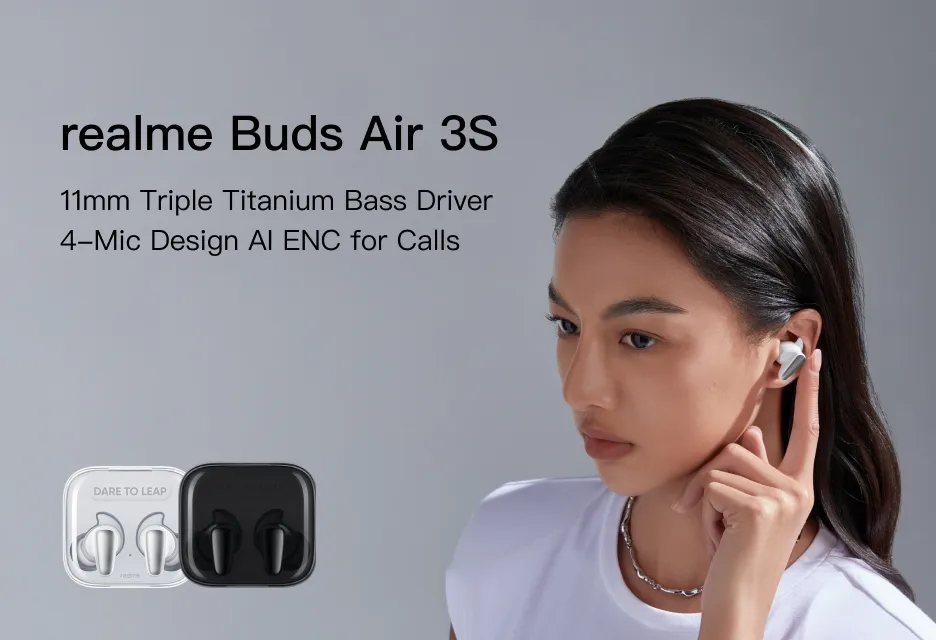 realme Buds Air 3S
11mm Triple Titanium Bass Driver
4-Mic Design AI ENC for Calls
DARE TO LEAP
realme